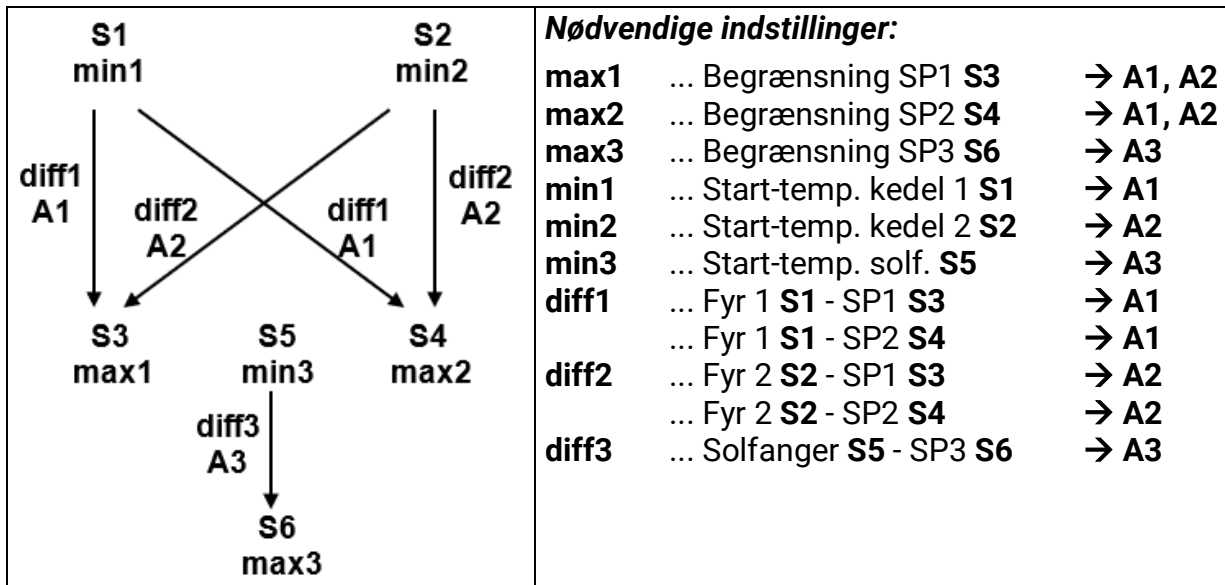 S1 S2
min1 min2
diff1 diff2 diff1 diff2
A1 A2 A1 A2
S3 S5 S4
max1 min3 max2
diff3
A3
S6
max3
Nødvendige indstillinger:
max1 ... Begrænsning SP1 S3 → A1, A2
max2 ... Begrænsning SP2 S4 → A1, A2
max3 ... Begrænsning SP3 S6 → A3
min1 ... Start-temp. kedel 1 S1 → A1
min2 ... Start-temp. kedel 2 S2 → A2
min3 ... Start-temp. solf. S5 → A3
diff1 ... Fyr 1 S1 - SP1 S3 → A1
... Fyr 1 S1 - SP2 S4 → A1
diff2 ... Fyr 2 S2 - SP1 S3 → A2
... Fyr 2 S2 - SP2 S4 → A2
diff3 ... Solfanger S5 - SP3 S6 → A3